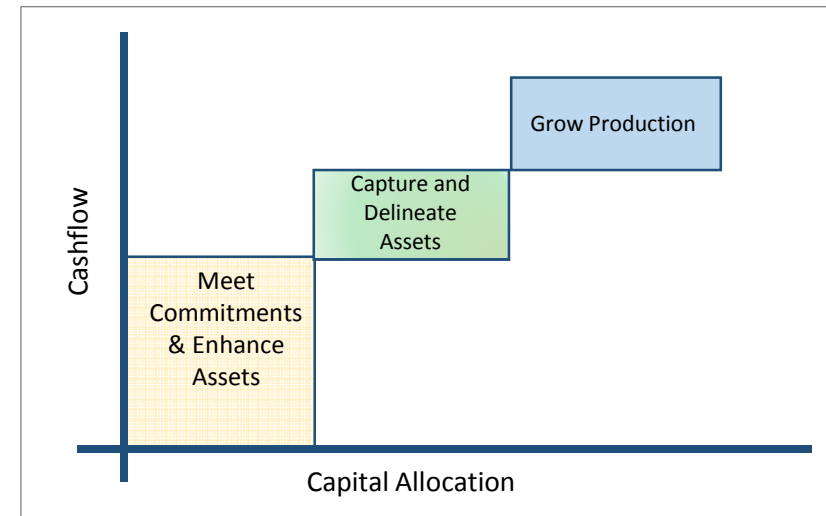 Grow Production
Capture and
Delineate
Assets
Cashflow
Meet
Commitments
& Enhance
Assets
Capital Allocation